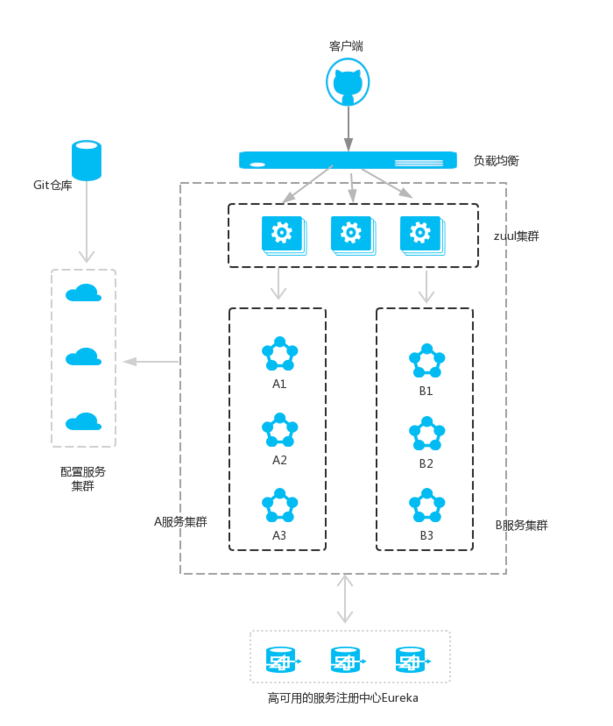 客户端
负载均衡
Git仓库
zuul集群
A1
B1
A2
B2
配置服务
集群
A服务集群
B服务集群
A3
B3
高可用的服务注册中心Eureka